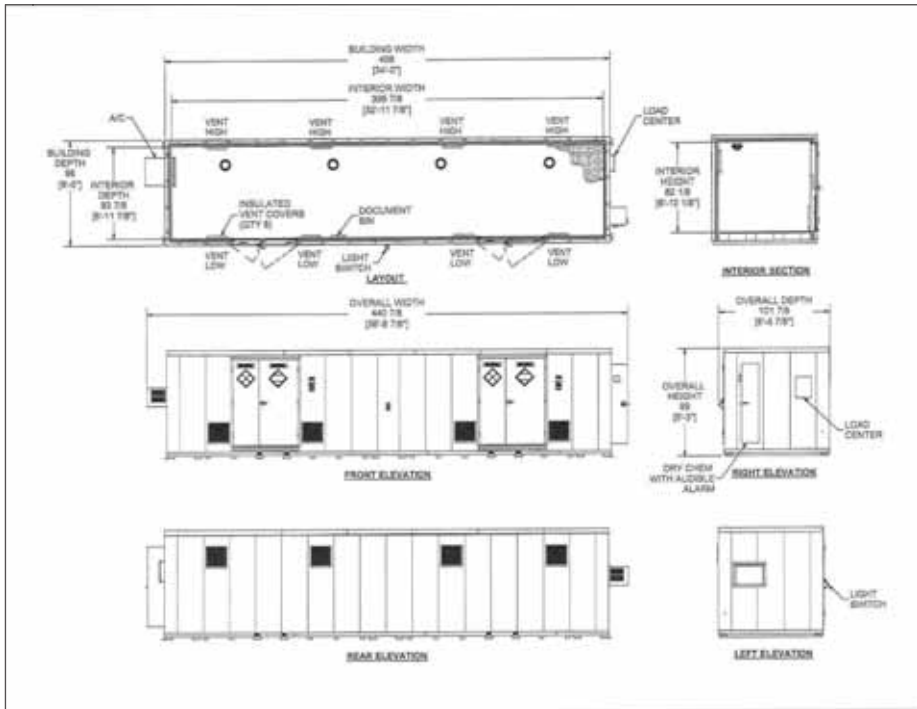 BUILDING WIDTH
408
[34'-0"]
INTERIOR WIDTH
395 7/8
[32'-11 7/8"]
A/C
VENT
HIGH
VENT
HIGH
VENT
HIGH
VENT
HIGH
LOAD
CENTER
BUILDING
DEPTH
96
[8'-0"]
INTERIOR
DEPTH
83 7/8
[6'-11 7/8"]
INSULATED
VENT COVERS
(QTY 8)
DOCUMENT
BIN
VENT
LOW
VENT
LOW
LIGHT
SWITCH
VENT
LOW
VENT
LOW
LAYOUT
INTERIOR
HEIGHT
82 1/8
[6'-10 1/8"]
INTERIOR SECTION
OVERALL WIDTH
440 7/8
[36'-8 7/8"]
FRONT ELEVATION
OVERALL DEPTH
101 7/8
[8'-5 7/8"]
OVERALL
HEIGHT
99
[8'-3"]
LOAD
CENTER
DRY CHEM
WITH AUDIBLE
ALARM
RIGHT ELEVATION
REAR ELEVATION
LIGHT
SWITCH
LEFT ELEVATION